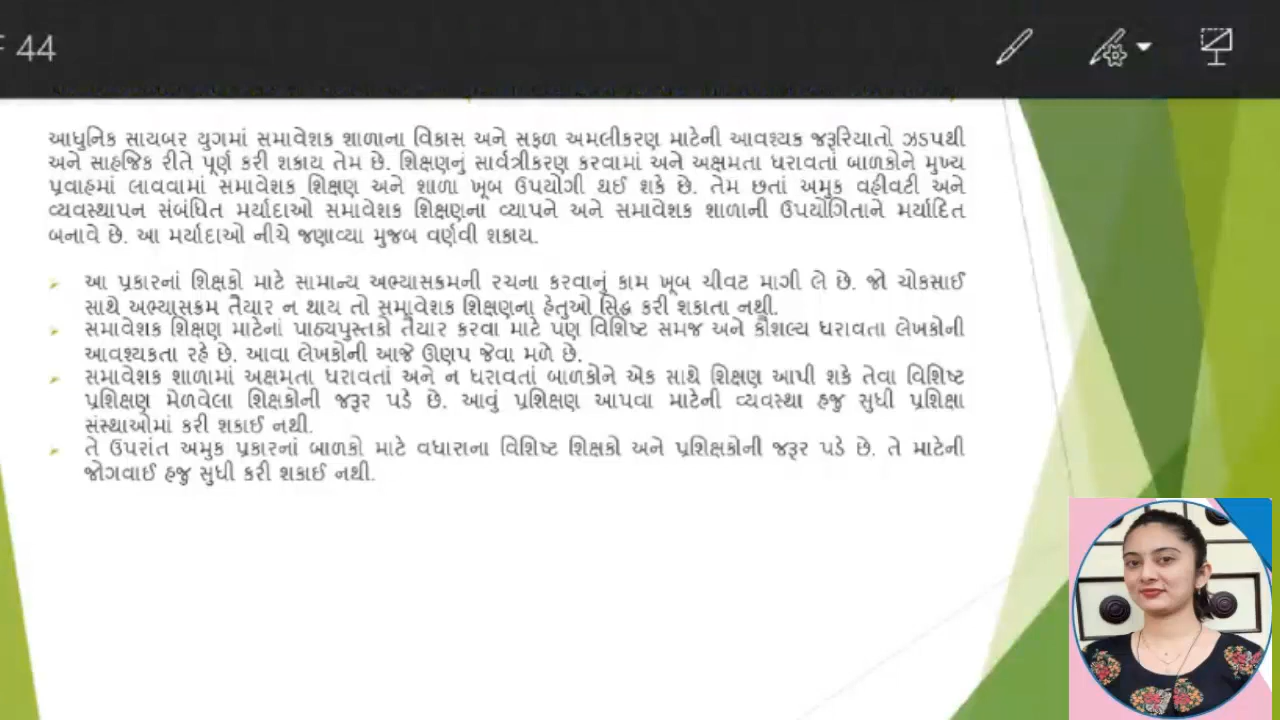 44
આધુનિક સાયબર યુગમાં સમાવેશક શાળાના વિકાસ અને સફળ અમલીકરણ માટેની આવશ્યક જરૂરિયાતો ઝડપથી
અને સાહજિક રીતે પૂર્ણ કરી શકાય તેમ છે. શિક્ષણનું સાર્વત્રીકરણ કરવામાં અને અક્ષમતા ધરાવતાં બાળકોને મુખ્ય
પ્રવાહમાં લાવવામાં સમાવેશક શિક્ષણ અને શાળા ખૂબ ઉપયોગી થઈ શકે છે. તેમ છતાં અમુક વહીવટી અને
વ્યવસ્થાપન સંબંધિત મર્યાદાઓ સમાવેશક શિક્ષણના વ્યાપને અને સમાવેશક શાળાની ઉપયોગિતાને મર્યાદિત
બનાવે છે. આ મર્યાદાઓ નીચે જણાવ્યા મુજબ વર્ણવી શકાય.
આ પ્રકારનાં શિક્ષકો માટે સામાન્ય અભ્યાસક્રમની રચના કરવાનું કામ ખૂબ ચીવટ માગી લે છે. જો ચોકસાઈ
સાથે અભ્યાસક્રમ તૈયાર ન થાય તો સમાવેશક શિક્ષણના હેતુઓ સિદ્ધ કરી શકાતા નથી.
સમાવેશક શિક્ષણ માટેનાં પાઠ્યપુસ્તકો તૈયાર કરવા માટે પણ વિશિષ્ટ સમજ અને કૌશલ્ય ધરાવતા લેખકોની
આવશ્યકતા રહે છે. આવા લેખકોની આજે ઊણપ જેવા મળે છે.
સમાવેશક શાળામાં અક્ષમતા ધરાવતાં અને ન ધરાવતાં બાળકોને એક સાથે શિક્ષણ આપી શકે તેવા વિશિષ્ટ
પ્રશિક્ષણ મેળવેલા શિક્ષકોની જરૂર પડે છે. આવું પ્રશિક્ષણ આપવા માટેની વ્યવસ્થા હજુ સુધી પ્રશિક્ષા
સંસ્થાઓમાં કરી શકાઈ નથી.
તે ઉપરાંત અમુક પ્રકારનાં બાળકો માટે વધારાના વિશિષ્ટ શિક્ષકો અને પ્રશિક્ષકોની જરૂર પડે છે. તે માટેની
જોગવાઈ હજુ સુધી કરી શકાઈ નથી.